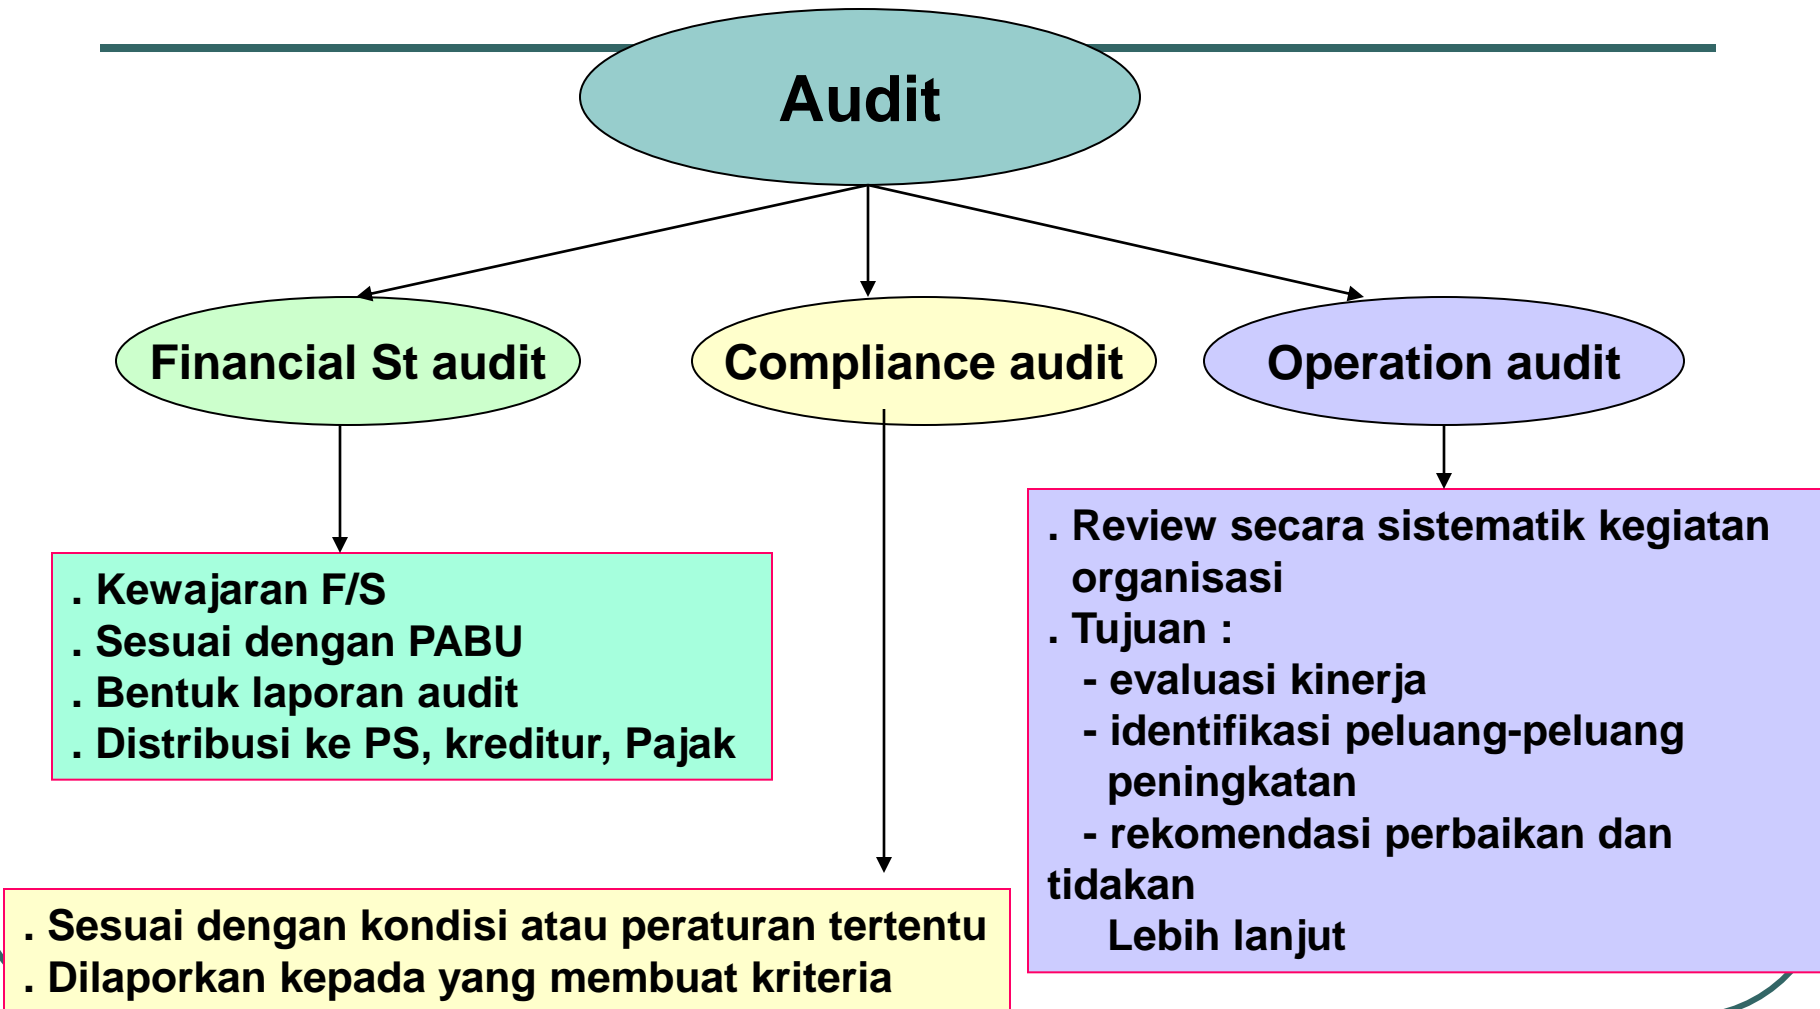 Audit
Financial St audit
Compliance audit
Operation audit
. Kewajaran F/S
. Sesuai dengan PABU
. Bentuk laporan audit
. Distribusi ke PS, kreditur, Pajak
. Sesuai dengan kondisi atau peraturan tertentu
. Dilaporkan kepada yang membuat kriteria
. Review secara sistematik kegiatan
organisasi
. Tujuan :
- evaluasi kinerja
- identifikasi peluang-peluang
peningkatan
- rekomendasi perbaikan dan
tidakan
Lebih lanjut